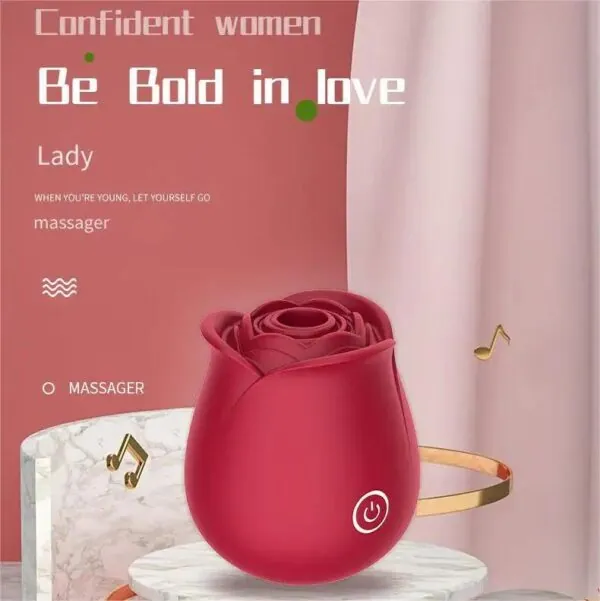 Confident women
Be Bold in love
Lady
WHEN YOU'RE YOUNG, LET YOURSELF GO
massager
MASSAGER